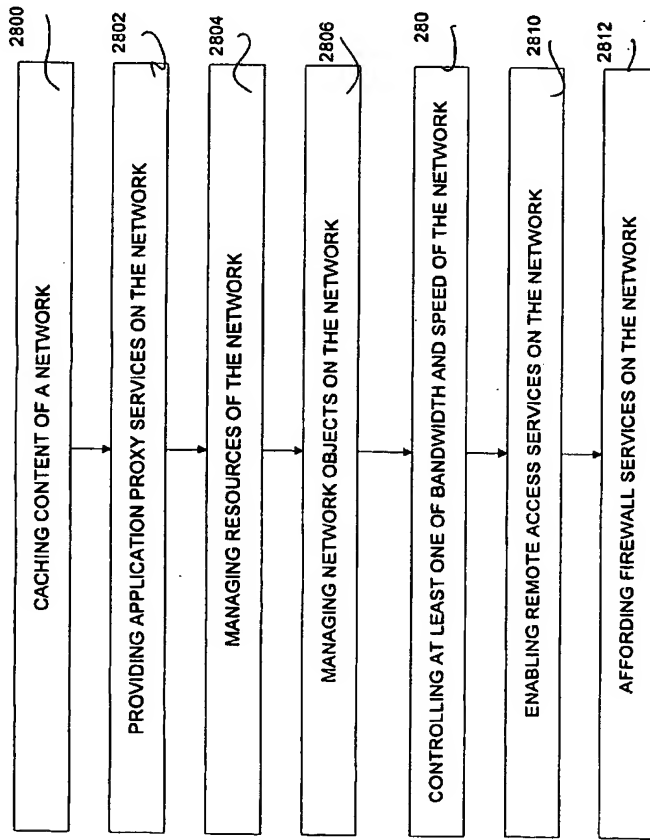 2800
CACHING CONTENT OF A NETWORK
2802
PROVIDING APPLICATION PROXY SERVICES ON THE NETWORK
2804
MANAGING RESOURCES OF THE NETWORK
2806
MANAGING NETWORK OBJECTS ON THE NETWORK
280
CONTROLLING AT LEAST ONE OF BANDWIDTH AND SPEED OF THE NETWORK
2810
ENABLING REMOTE ACCESS SERVICES ON THE NETWORK
2812
AFFORDING FIREWALL SERVICES ON THE NETWORK